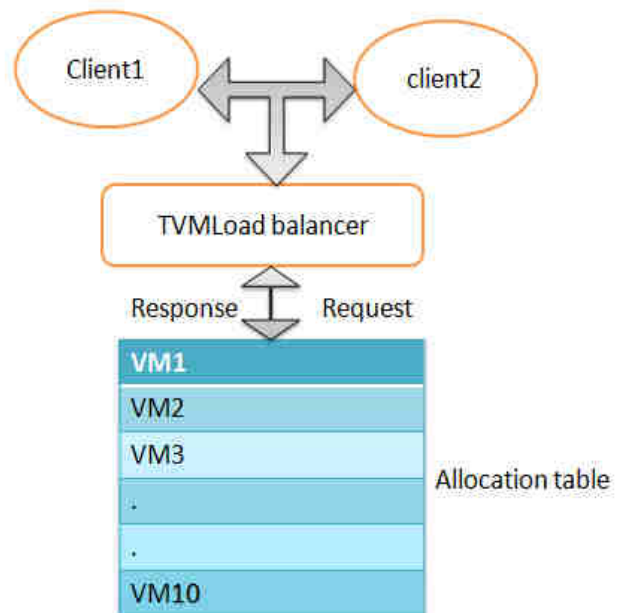 Client1
client2
TVMLoad balancer
Response
Request
VM1
VM2
VM3
.
.
VM10
Allocation table